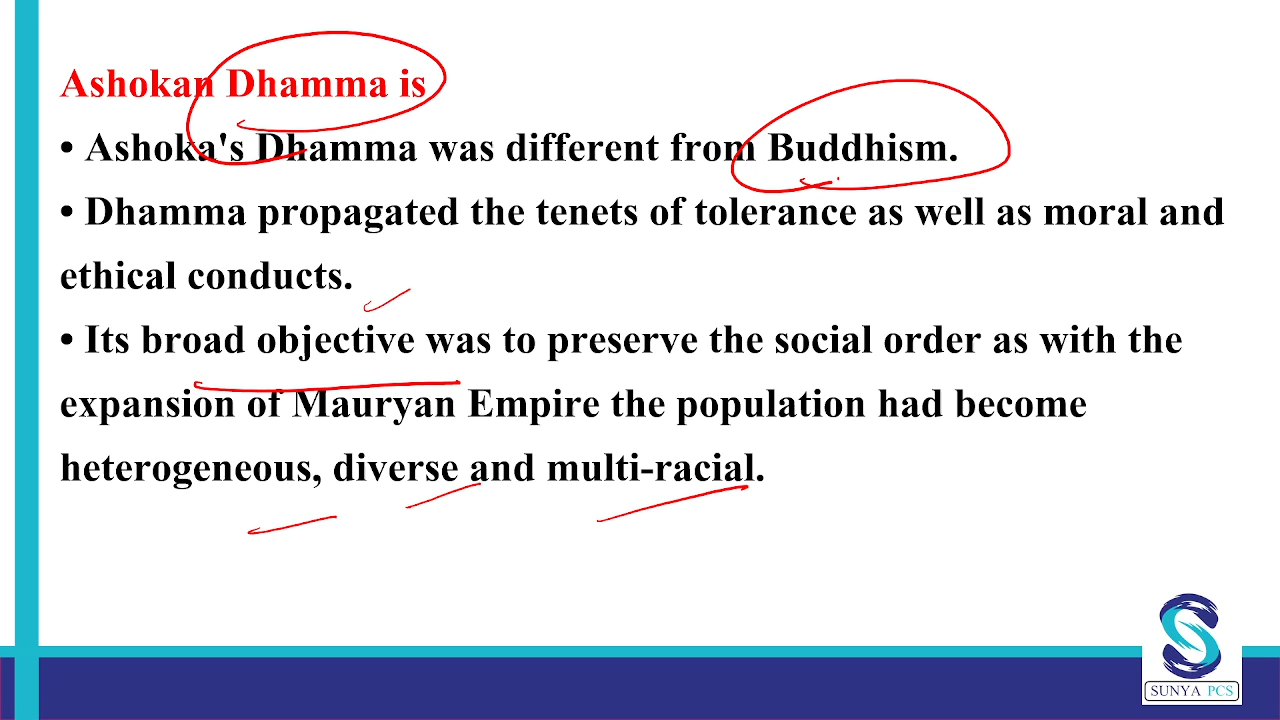 Ashokan Dhamma is
• Ashoka's Dhamma was different from Buddhism.
• Dhamma propagated the tenets of tolerance as well as moral and
ethical conducts.
• Its broad objective was to preserve the social order as with the
expansion of Mauryan Empire the population had become
heterogeneous, diverse and multi-racial.
SUNYA PCS